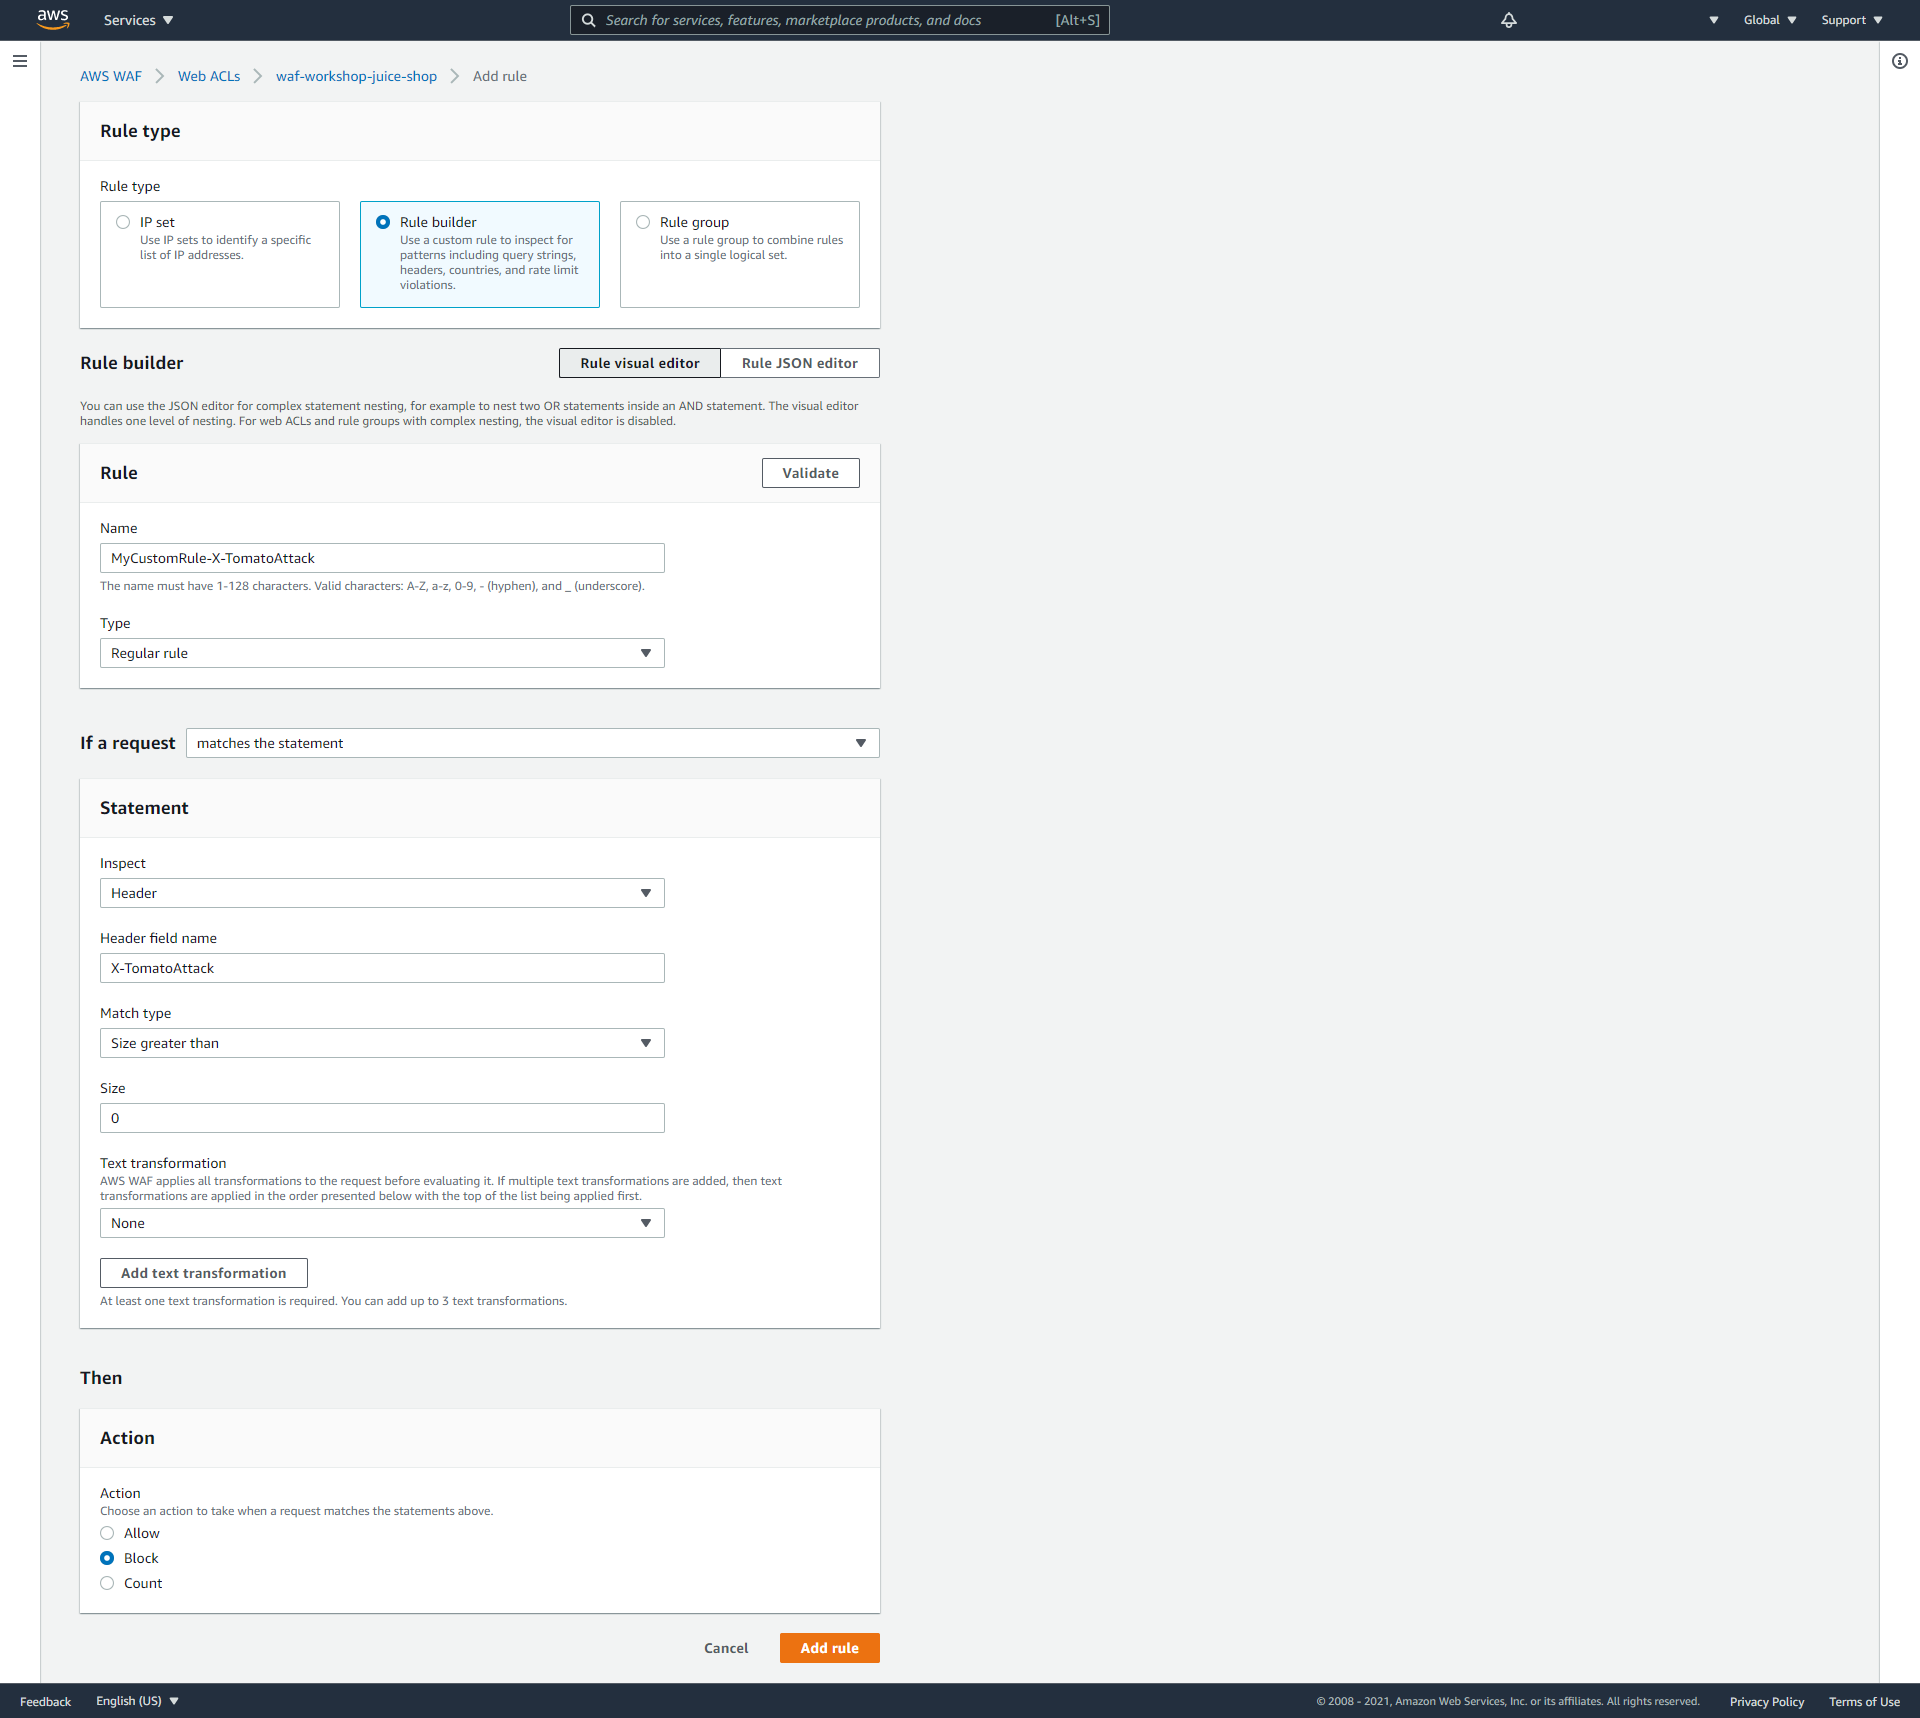 aws
Services
Search for services, features, marketplace products, and docs [Alt+S]
Global
Support
AWS WAF
Web ACLs
waf-workshop-juice-shop
Add rule
Rule type
Rule type
IP set
Use IP sets to identify a specific
list of IP addresses.
Rule builder
Use a custom rule to inspect for
patterns including query strings,
headers, countries, and rate limit
violations.
Rule group
Use a rule group to combine rules
into a single logical set.
Rule builder
Rule visual editor
Rule JSON editor
You can use the JSON editor for complex statement nesting, for example to nest two OR statements inside an AND statement. The visual editor
handles one level of nesting. For web ACLs and rule groups with complex nesting, the visual editor is disabled.
Rule
Validate
Name
MyCustomRule-X-TomatoAttack
The name must have 1-128 characters. Valid characters: A-Z, a-z, 0-9, - (hyphen), and _ (underscore).
Type
Regular rule
If a request
matches the statement
Statement
Inspect
Header
Header field name
X-TomatoAttack
Match type
Size greater than
Size
0
Text transformation
AWS WAF applies all transformations to the request before evaluating it. If multiple text transformations are added, then text
transformations are applied in the order presented below with the top of the list being applied first.
None
Add text transformation
At least one text transformation is required. You can add up to 3 text transformations.
Then
Action
Action
Choose an action to take when a request matches the statements above.
Allow
Block
Count
Cancel
Add rule
Feedback
English (US)
© 2008 - 2021, Amazon Web Services, Inc. or its affiliates. All rights reserved.
Privacy Policy
Terms of Use